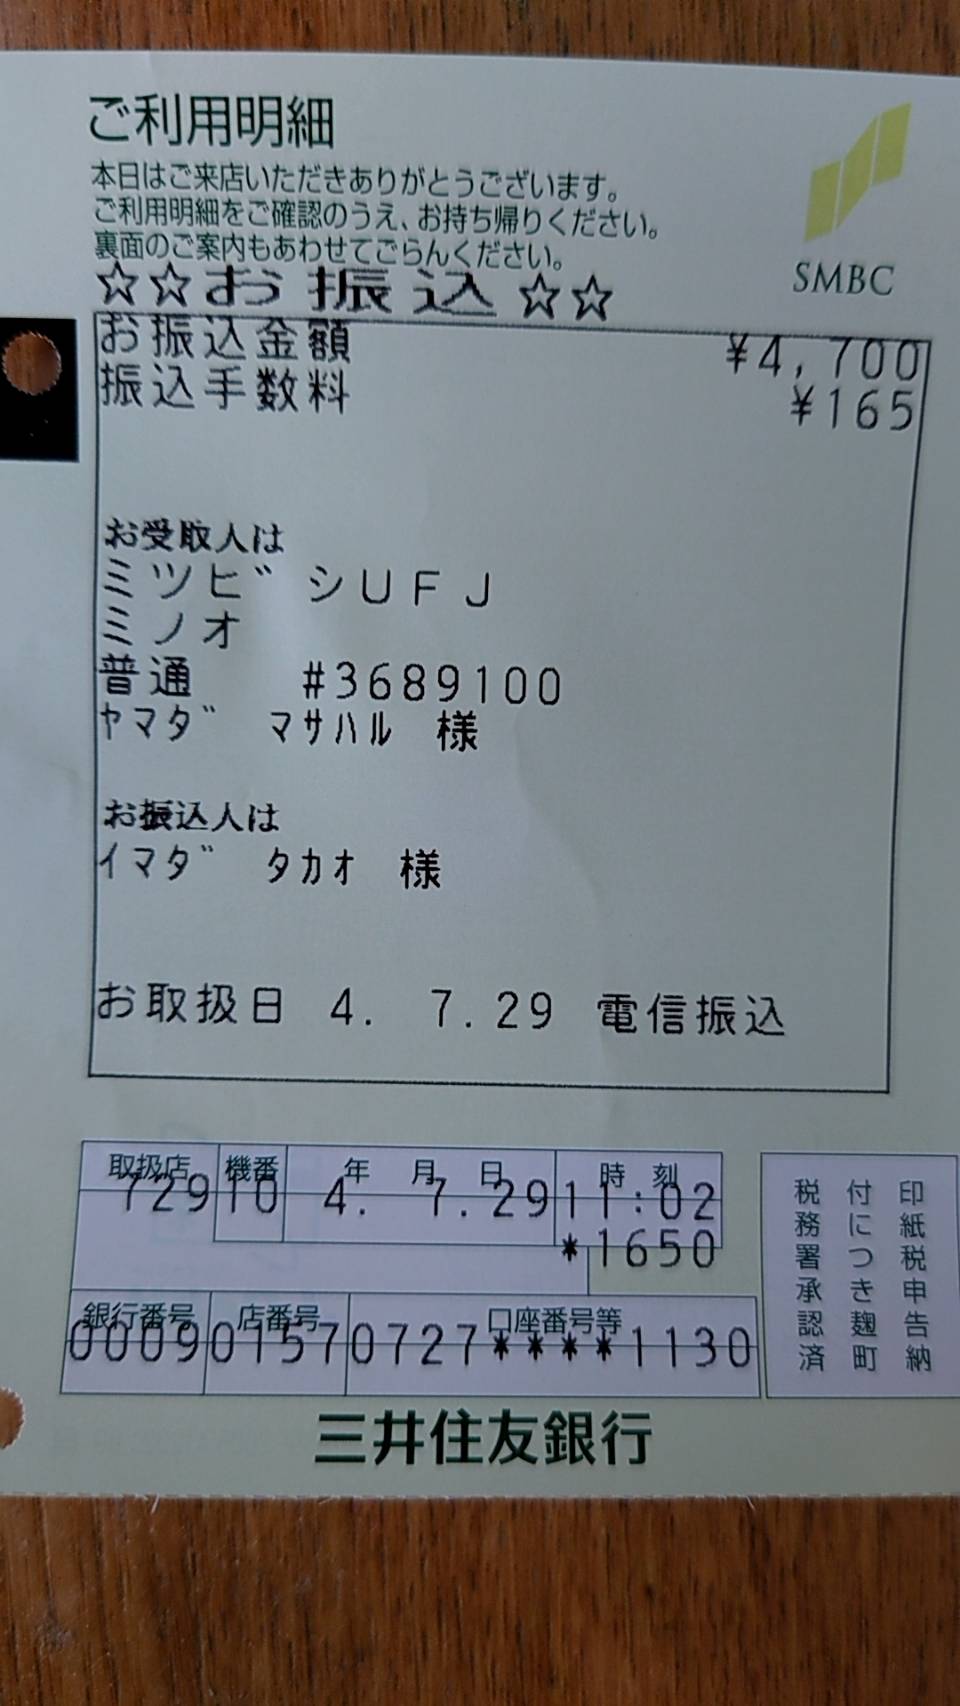 ご利用明細
本日はご来店いただきありがとうございます。
ご利用明細をご確認のうえ、お持ち帰りください。
裏面のご案内もあわせてごらんください。
SMBC
☆☆お振込☆☆
お振込金額 ¥4,700
振込手数料 ¥165
お受取人は
ミツビシUFJ
ミノオ
普通 #3689100
ヤマダ マサハル 様
お振込人は
イマダ タカオ 様
お取扱日 4. 7.29 電信振込
取扱店 機番 年 月 日 時 刻
729 10 4. 7.29 11:02
*1650
銀行番号 店番号 口座番号等
0009 0157 0727****1130
印紙税申告納
付につき麹町
税務署承認済
三井住友銀行